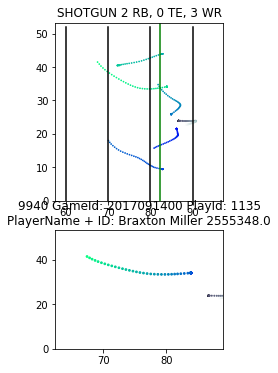 SHOTGUN 2 RB, 0 TE, 3 WR
50
40
30
20
10
0
60 70 80 90
9940 GameId: 2017091400 PlayId: 1135
PlayerName + ID: Braxton Miller 2555348.0
40
20
0
70 80